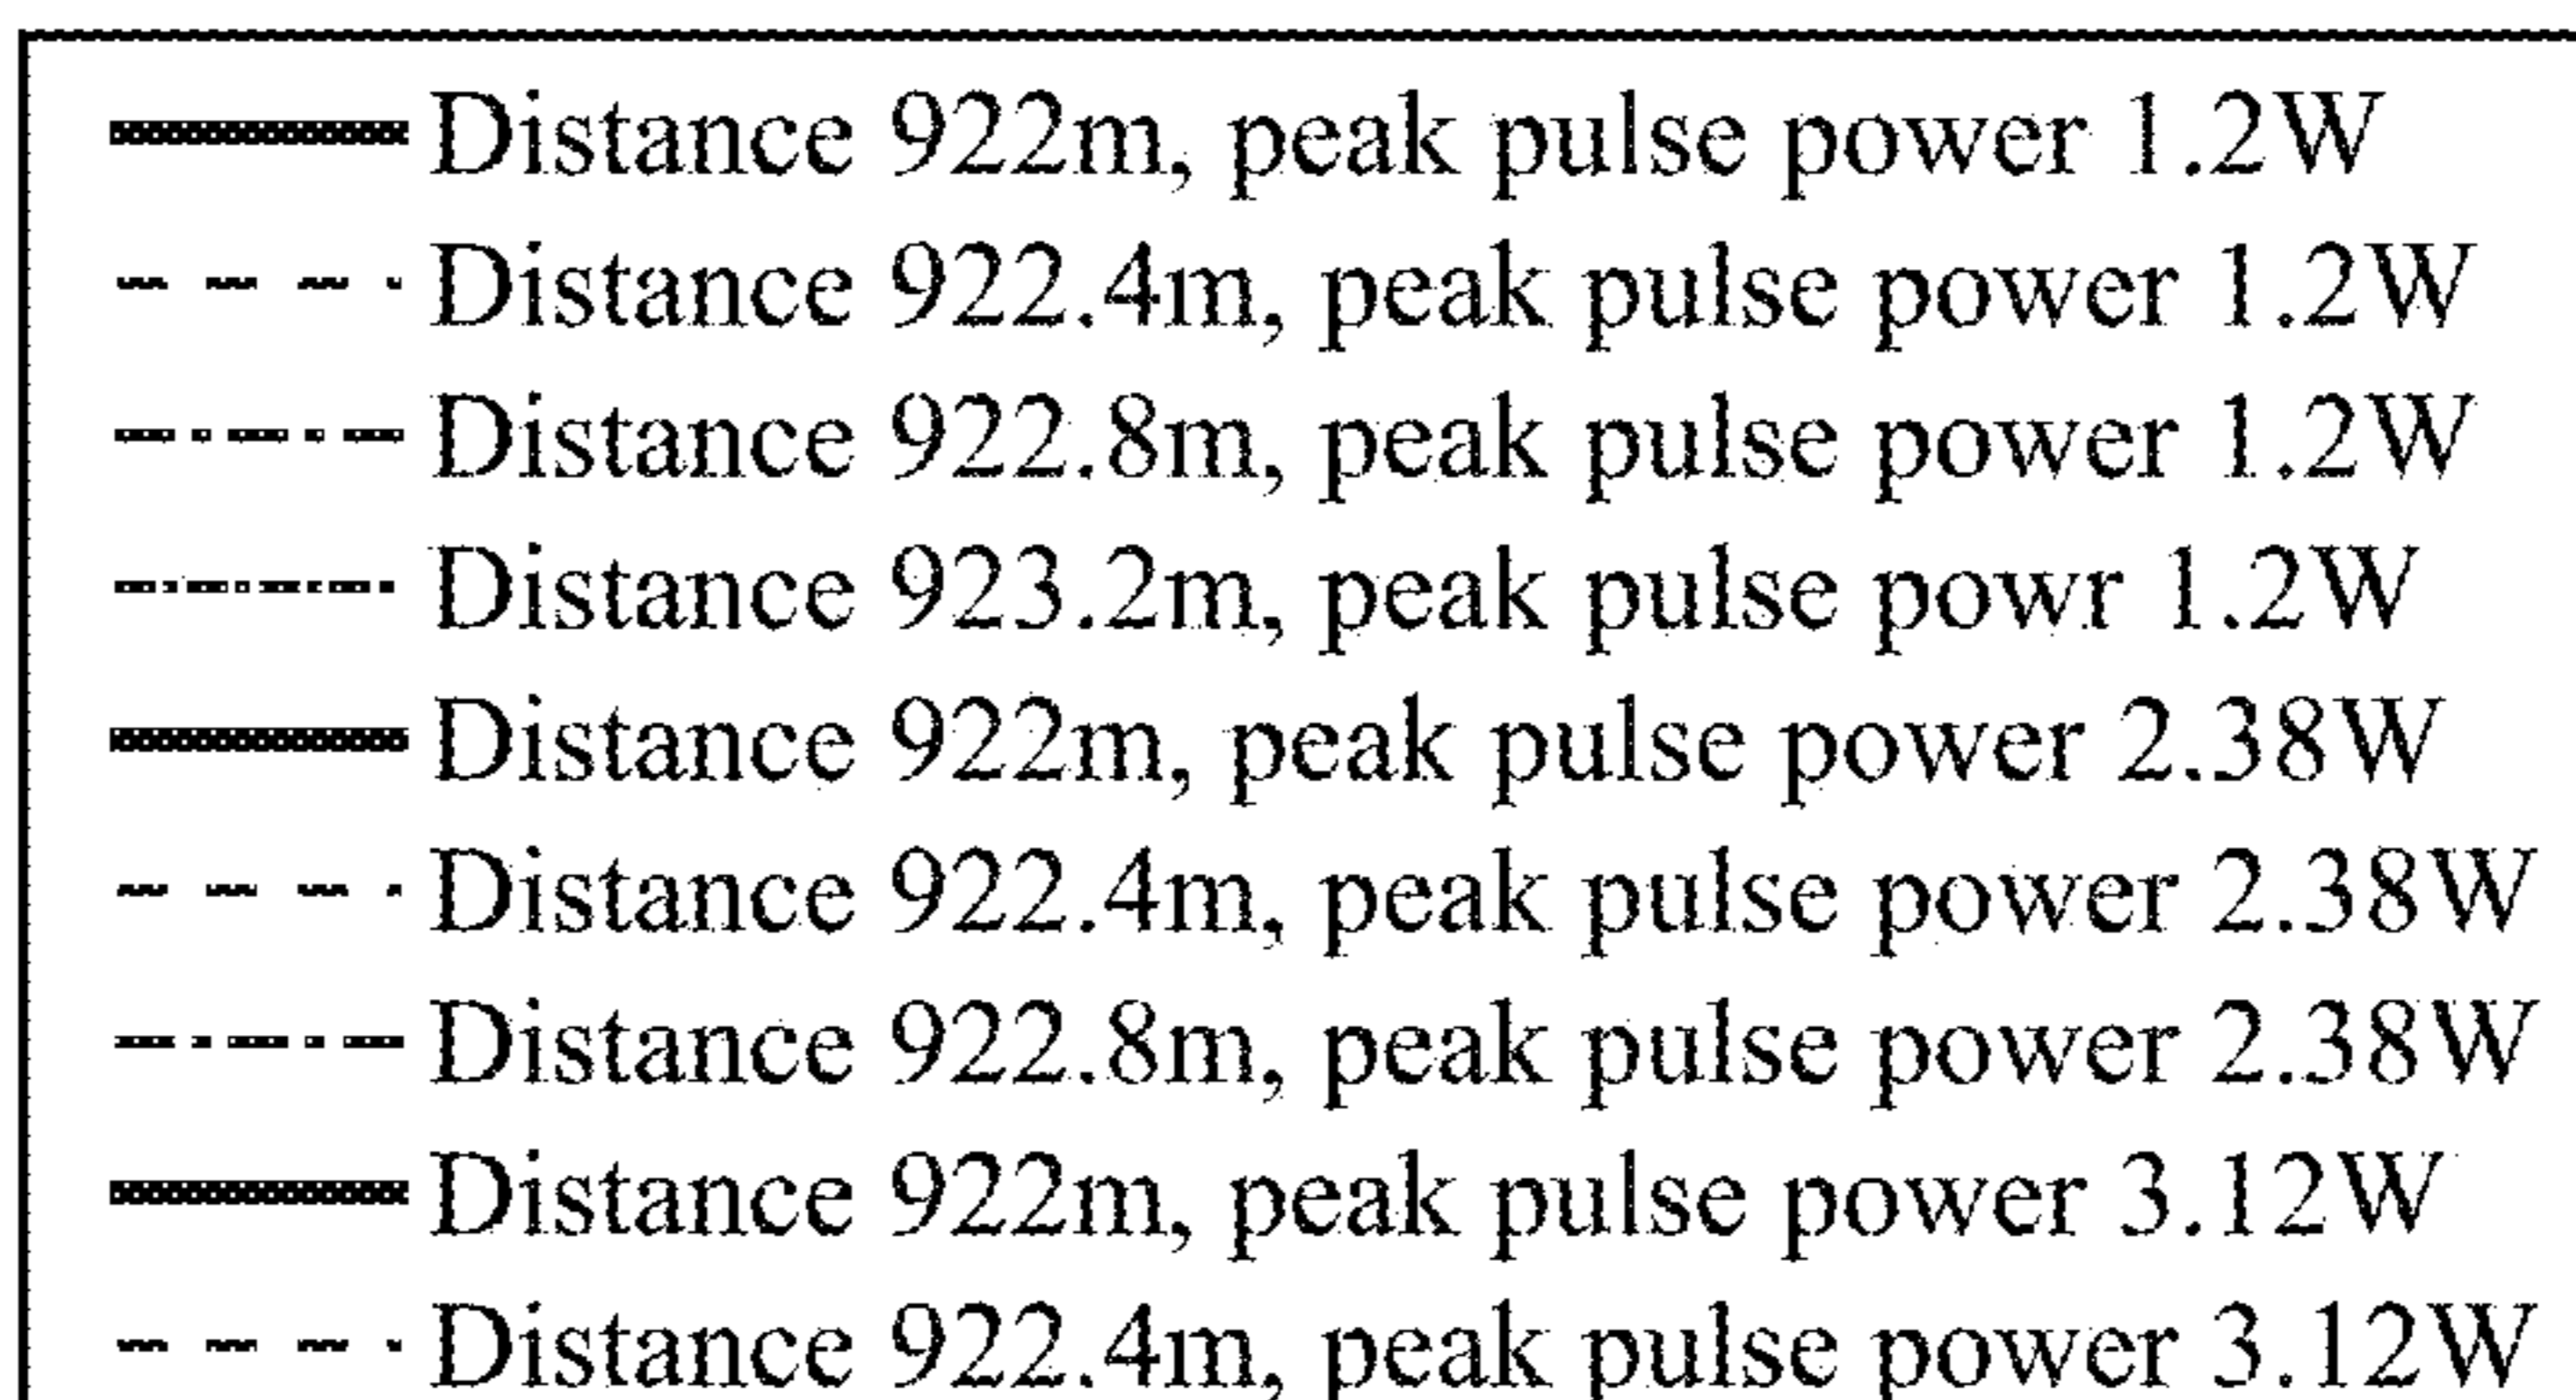 Distance 922m, peak pulse power 1.2W
Distance 922.4m, peak pulse power 1.2W
Distance 922.8m, peak pulse power 1.2W
Distance 923.2m, peak pulse powr 1.2W
Distance 922m, peak pulse power 2.38W
Distance 922.4m, peak pulse power 2.38W
Distance 922.8m, peak pulse power 2.38W
Distance 922m, peak pulse power 3.12W
Distance 922.4m, peak pulse power 3.12W